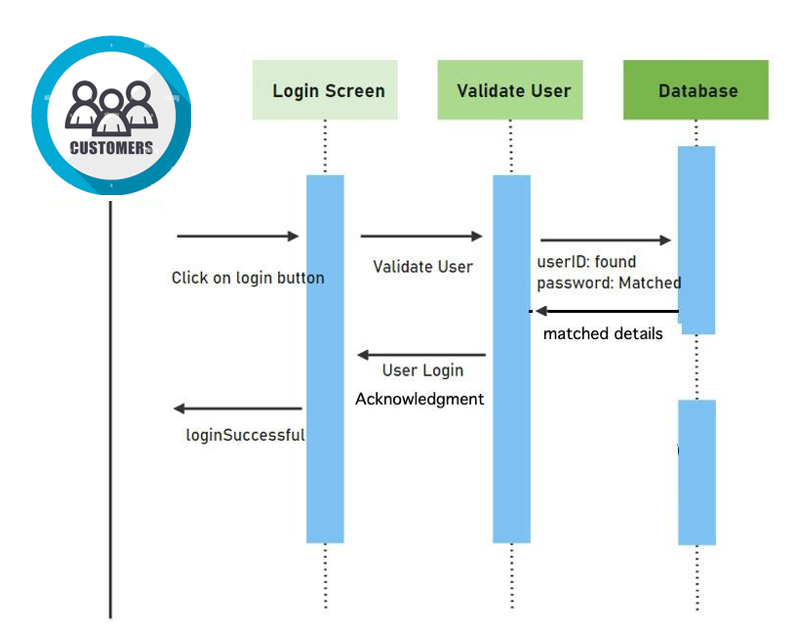 CUSTOMERS
Login Screen
Validate User
Database
Click on login button
Validate User
userID: found
password: Matched
matched details
User Login
Acknowledgment
loginSuccessful